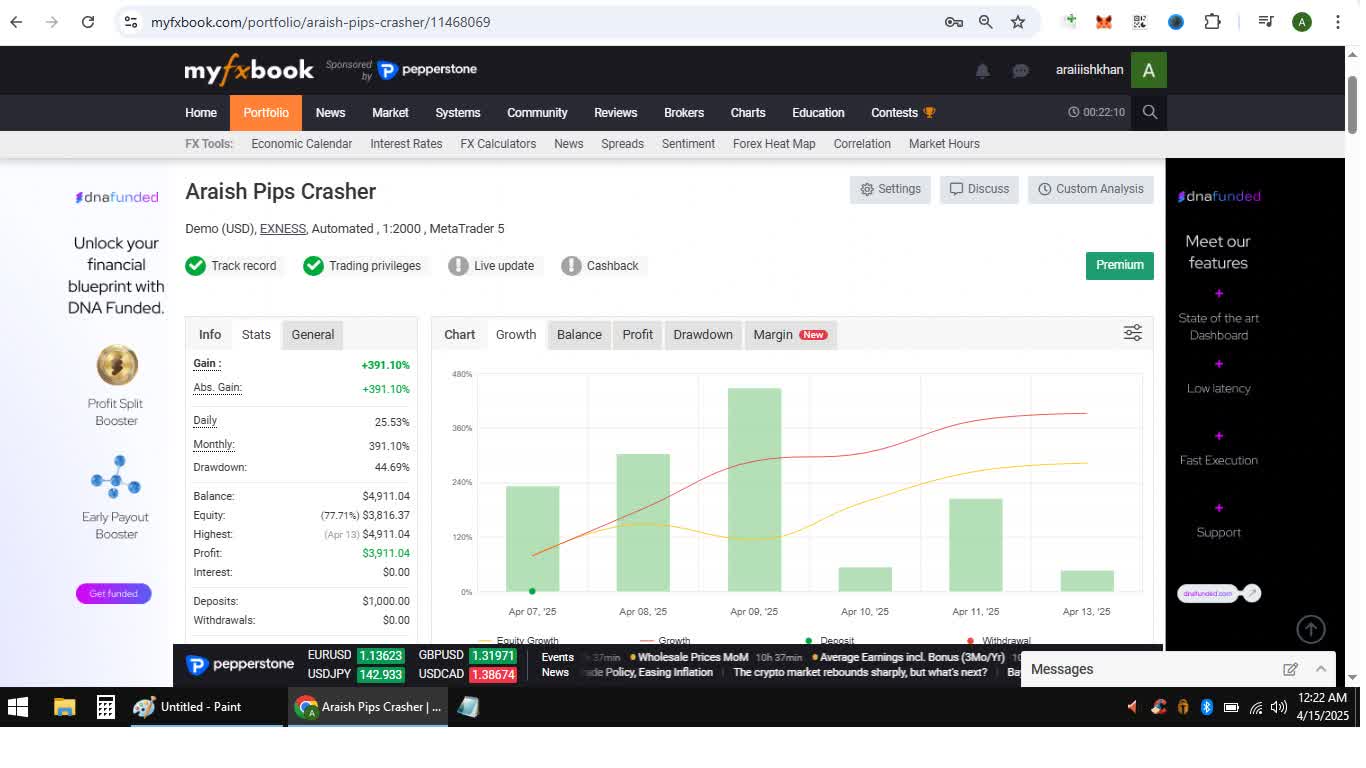 myfxbook.com/portfolio/araish-pips-crasher/11468069
A
myfxbook
Sponsored by
pepperstone
araiiishkhan
A
Home Portfolio News Market Systems Community Reviews Brokers Charts Education Contests
00:22:10
FX Tools: Economic Calendar Interest Rates FX Calculators News Spreads Sentiment Forex Heat Map Correlation Market Hours
dnafunded
Unlock your
financial
blueprint with
DNA Funded.
Profit Split
Booster
Early Payout
Booster
Get funded
Araish Pips Crasher
Settings Discuss Custom Analysis
Demo (USD), EXNESS, Automated , 1:2000 , MetaTrader 5
Track record Trading privileges Live update Cashback
Premium
Info Stats General
Gain : +391.10%
Abs. Gain: +391.10%
Daily 25.53%
Monthly: 391.10%
Drawdown: 44.69%
Balance: $4,911.04
Equity: (77.71%) $3,816.37
Highest: (Apr 13) $4,911.04
Profit: $3,911.04
Interest: $0.00
Deposits: $1,000.00
Withdrawals: $0.00
Chart Growth Balance Profit Drawdown Margin New
480%
360%
240%
120%
0%
Apr 07, '25 Apr 08, '25 Apr 09, '25 Apr 10, '25 Apr 11, '25 Apr 13, '25
Equity Growth Growth Deposit Withdrawal
dnafunded
Meet our
features
+
State of the art
Dashboard
+
Low latency
+
Fast Execution
+
Support
dnafunded.com
pepperstone
EURUSD 1.13623 GBPUSD 1.31971
USDJPY 142.933 USDCAD 1.38674
Events 37min Wholesale Prices MoM 10h 37min Average Earnings incl. Bonus (3Mo/Yr)
News Policy, Easing Inflation The crypto market rebounds sharply, but what's next?
Messages
Untitled - Paint
Araish Pips Crasher | ...
12:22 AM
4/15/2025